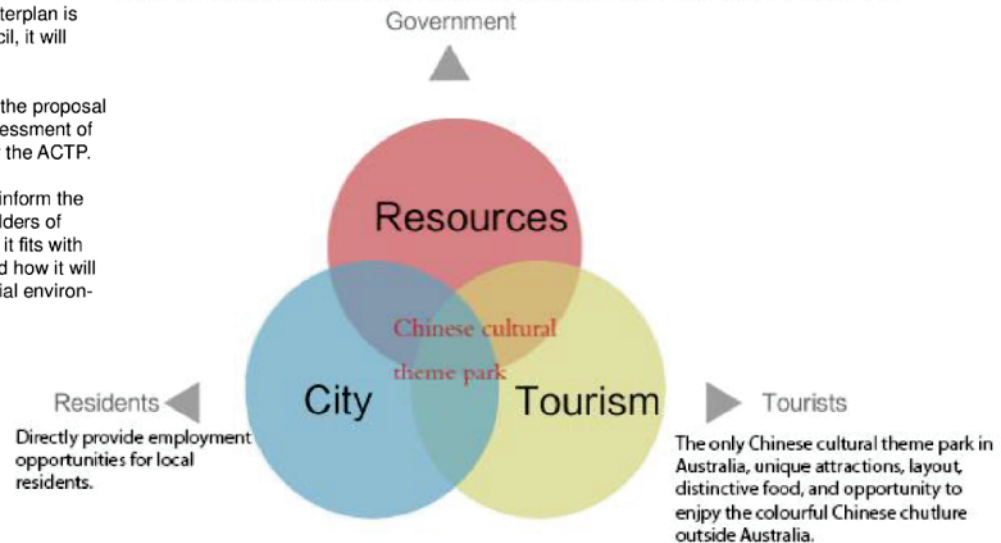 terplan is
cil, it will
the proposal
essment of
the ACTP.
inform the
lders of
it fits with
d how it will
ial environ-
Government
Resources
Chinese cultural
theme park
City
Tourism
Residents
Directly provide employment
opportunities for local
residents.
Tourists
The only Chinese cultural theme park in
Australia, unique attractions, layout,
distinctive food, and opportunity to
enjoy the colourful Chinese chutlure
outside Australia.